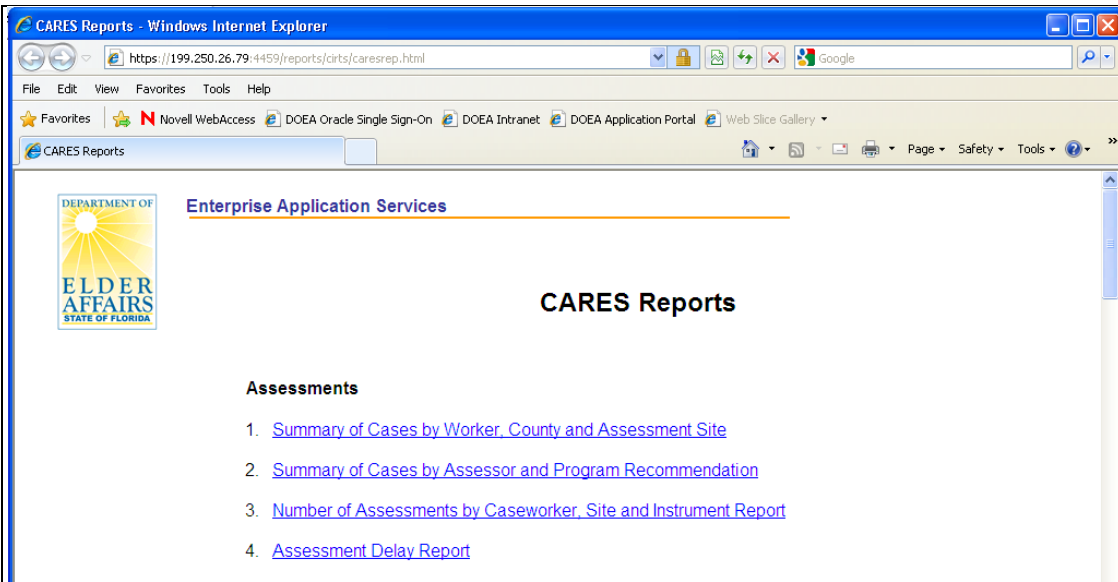 CARES Reports - Windows Internet Explorer
https://199.250.26.79:4459/reports/cirts/caresrep.html
Google
File Edit View Favorites Tools Help
Favorites Novell WebAccess DOEA Oracle Single Sign-On DOEA Intranet DOEA Application Portal Web Slice Gallery
CARES Reports
Page Safety Tools »
DEPARTMENT OF
ELDER
AFFAIRS
STATE OF FLORIDA
Enterprise Application Services
CARES Reports
Assessments
1. Summary of Cases by Worker, County and Assessment Site
2. Summary of Cases by Assessor and Program Recommendation
3. Number of Assessments by Caseworker, Site and Instrument Report
4. Assessment Delay Report